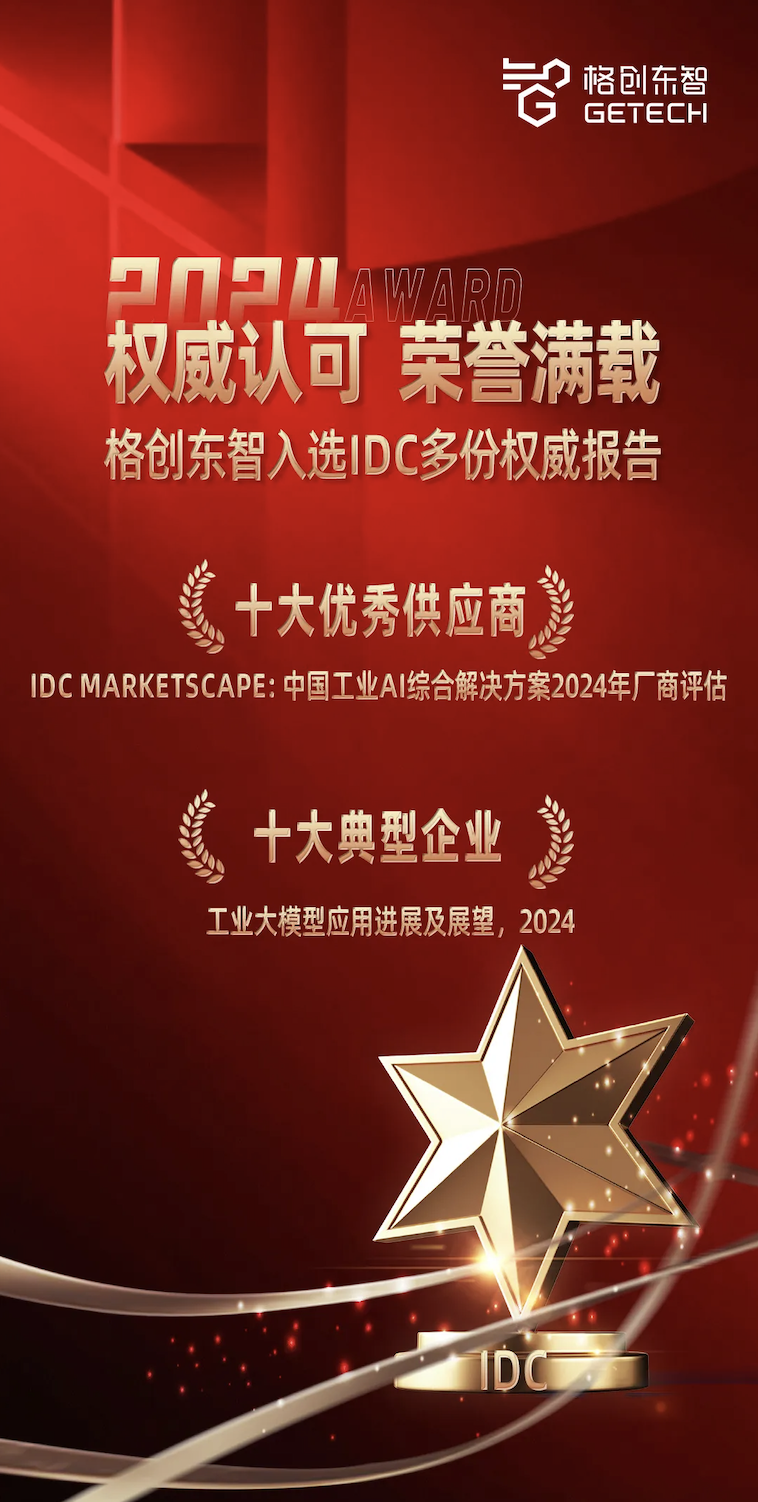 格创东智
GETECH
2024 AWARD
权威认可 荣誉满载
格创东智入选IDC多份权威报告
十大优秀供应商
IDC MARKETSCAPE: 中国工业AI综合解决方案2024年厂商评估
十大典型企业
工业大模型应用进展及展望，2024
IDC